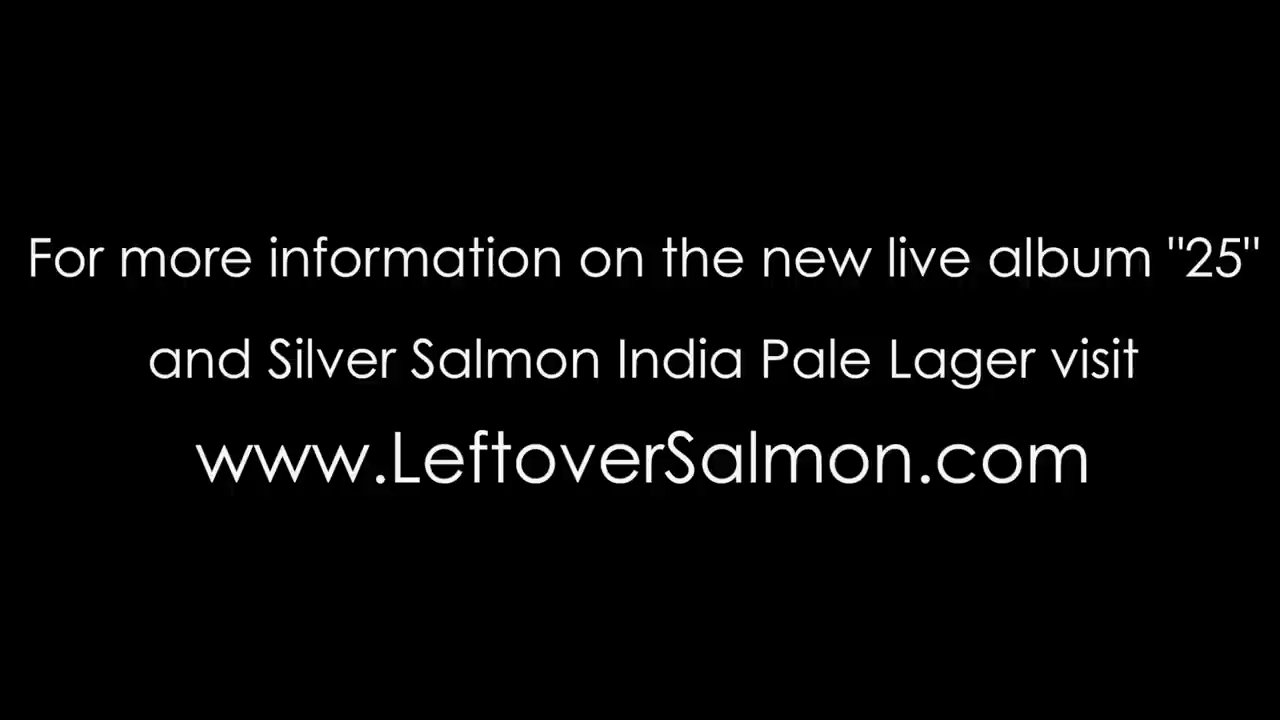 For more information on the new live album "25"
and Silver Salmon India Pale Lager visit
www.LeftoverSalmon.com